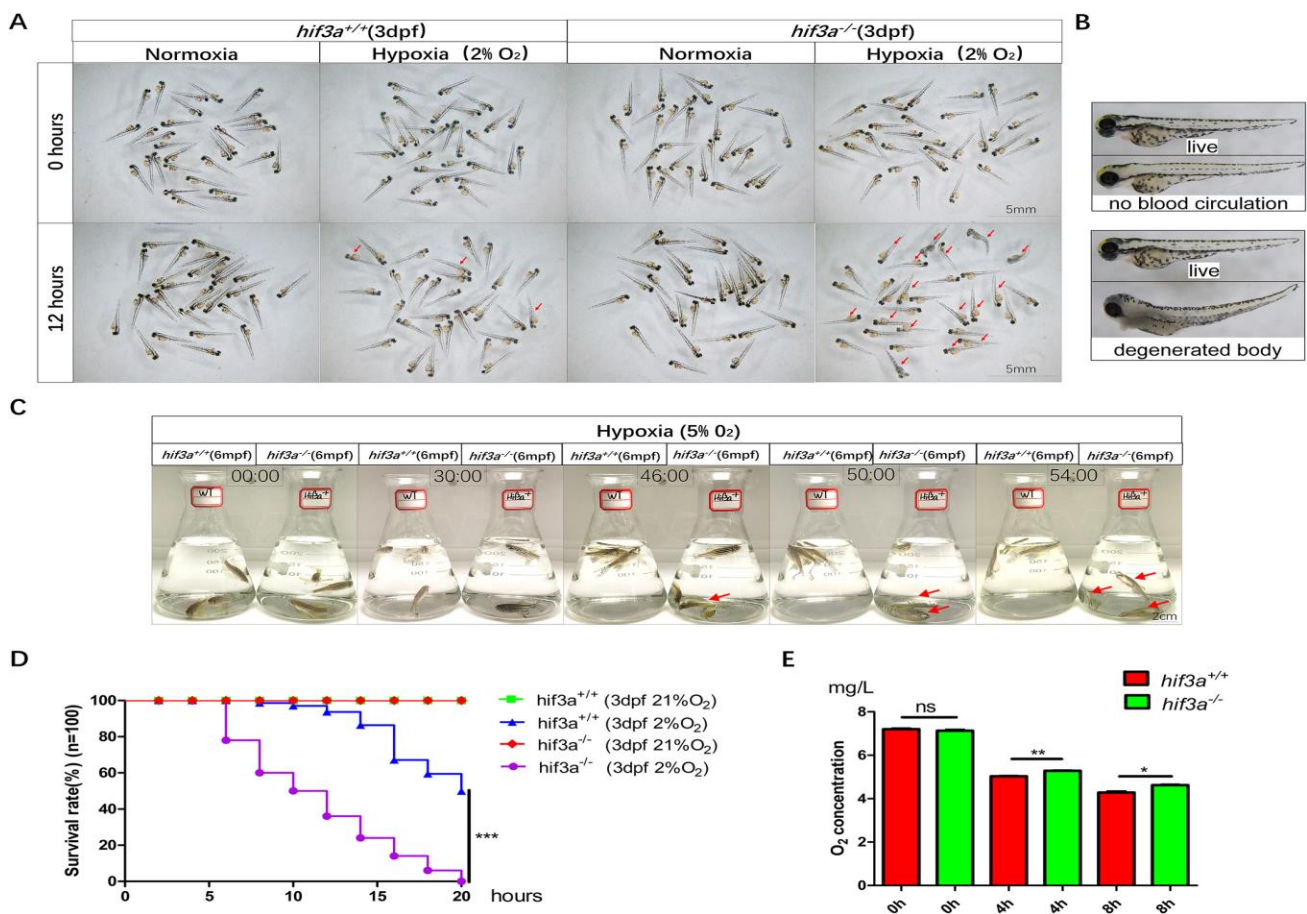 A
hif3a+/+(3dpf)
hif3a-/-(3dpf)
Normoxia
Hypoxia (2% O2)
Normoxia
Hypoxia (2% O2)
0 hours
5mm
12 hours
5mm
B
live
no blood circulation
live
degenerated body
C
Hypoxia (5% O2)
hif3a+/+(6mpf) hif3a-/-(6mpf) hif3a+/+(6mpf) hif3a-/-(6mpf) hif3a+/+(6mpf) hif3a-/-(6mpf) hif3a+/+(6mpf) hif3a-/-(6mpf) hif3a+/+(6mpf) hif3a-/-(6mpf)
00:00 30:00 46:00 50:00 54:00
WT WT WT WT WT
2cm
D
Survival rate(%) (n=100)
100
80
60
40
20
0
0 5 10 15 20 hours
***
hif3a+/+ (3dpf 21%O2)
hif3a+/+ (3dpf 2%O2)
hif3a-/- (3dpf 21%O2)
hif3a-/- (3dpf 2%O2)
E
mg/L
hif3a+/+
hif3a-/-
O2 concentration
8
6
4
2
0
ns
**
*
0h 0h 4h 4h 8h 8h